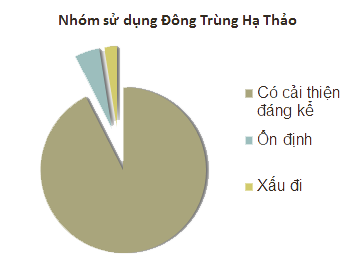 Nhóm sử dụng Đông Trùng Hạ Thảo
Có cải thiện
đáng kể
Ổn định
Xấu đi